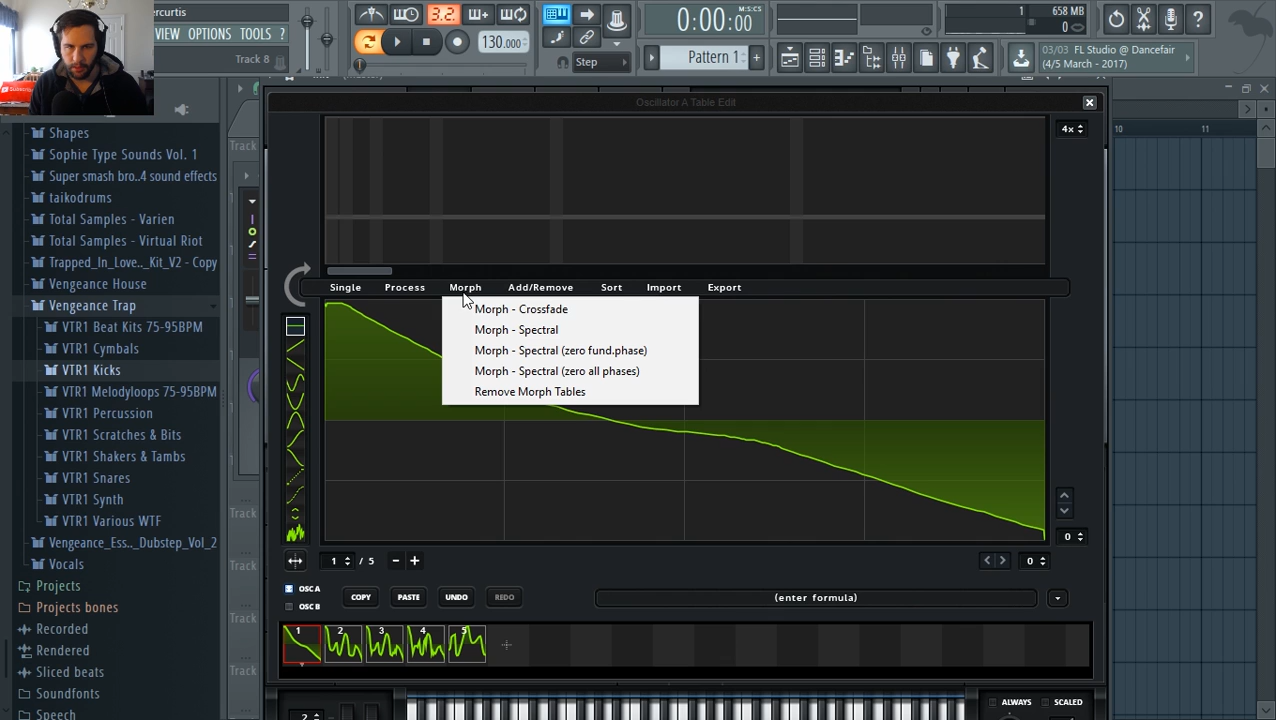 ercurtis
VIEW OPTIONS TOOLS ?
Track 8
3.2
130.000
0:00:00
M:S:CS
Step
Pattern 1
1
658 MB
0
03/03 FL Studio @ Dancefair
(4/5 March - 2017)
Shapes
Sophie Type Sounds Vol. 1
Super smash bro..4 sound effects
taikodrums
Total Samples - Varien
Total Samples - Virtual Riot
Trapped_In_Love.._Kit_V2 - Copy
Vengeance House
Vengeance Trap
VTR1 Beat Kits 75-95BPM
VTR1 Cymbals
VTR1 Kicks
VTR1 Melodyloops 75-95BPM
VTR1 Percussion
VTR1 Scratches & Bits
VTR1 Shakers & Tambs
VTR1 Snares
VTR1 Synth
VTR1 Various WTF
Vengeance_Ess.._Dubstep_Vol_2
Vocals
Projects
Projects bones
Recorded
Rendered
Sliced beats
Soundfonts
Speech
Track
Track
Track
Track
Track
Oscillator A Table Edit
4x
10
11
Single Process Morph Add/Remove Sort Import Export
Morph - Crossfade
Morph - Spectral
Morph - Spectral (zero fund.phase)
Morph - Spectral (zero all phases)
Remove Morph Tables
0
1 / 5 - +
0
OSC A
OSC B
COPY PASTE UNDO REDO
(enter formula)
1 2 3 4 5
2
ALWAYS SCALED